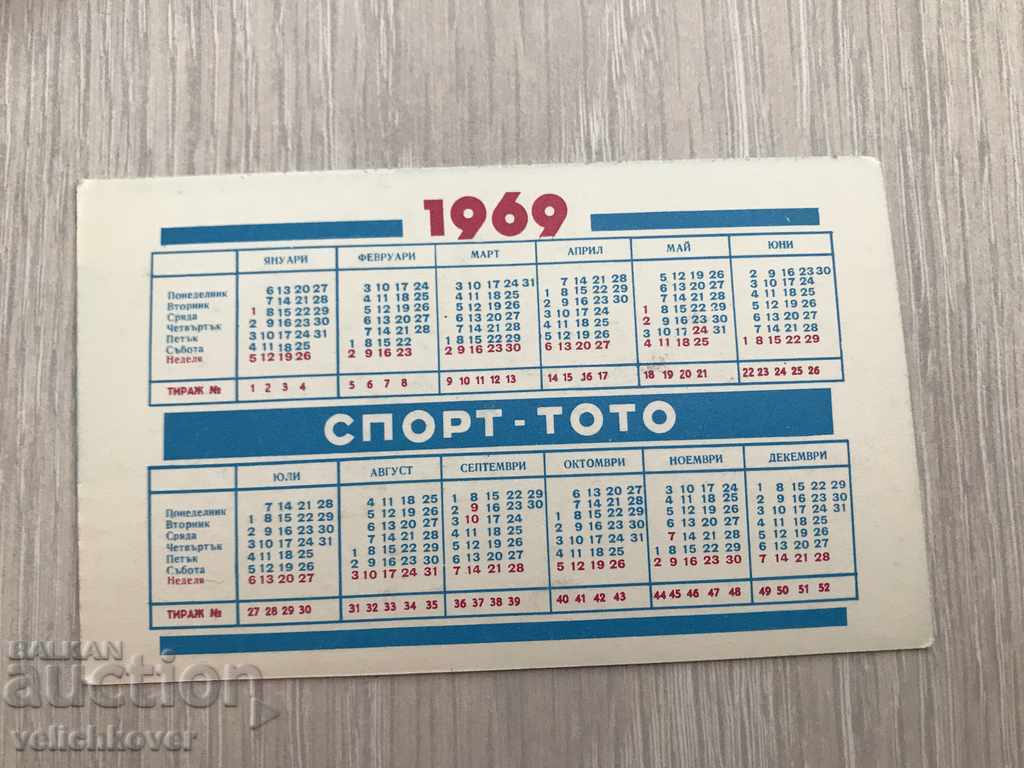 1969
ЯНУАРИ ФЕВРУАРИ МАРТ АПРИЛ МАЙ ЮНИ
Понеделник 6 13 20 27 3 10 17 24 3 10 17 24 31 7 14 21 28 5 12 19 26 2 9 16 23 30
Вторник 7 14 21 28 4 11 18 25 4 11 18 25 1 8 15 22 29 6 13 20 27 3 10 17 24
Сряда 1 8 15 22 29 5 12 19 26 5 12 19 26 2 9 16 23 30 7 14 21 28 4 11 18 25
Четвъртък 2 9 16 23 30 6 13 20 27 6 13 20 27 3 10 17 24 1 8 15 22 29 5 12 19 26
Петък 3 10 17 24 31 7 14 21 28 7 14 21 28 4 11 18 25 2 9 16 23 30 6 13 20 27
Събота 4 11 18 25 1 8 15 22 1 8 15 22 29 5 12 19 26 3 10 17 24 31 7 14 21 28
Неделя 5 12 19 26 2 9 16 23 2 9 16 23 30 6 13 20 27 4 11 18 25 1 8 15 22 29
ТИРАЖ № 1 2 3 4 5 6 7 8 9 10 11 12 13 14 15 16 17 18 19 20 21 22 23 24 25 26
СПОРТ-ТОТО
ЮЛИ АВГУСТ СЕПТЕМВРИ ОКТОМВРИ НОЕМВРИ ДЕКЕМВРИ
Понеделник 7 14 21 28 4 11 18 25 1 8 15 22 29 6 13 20 27 3 10 17 24 1 8 15 22 29
Вторник 1 8 15 22 29 5 12 19 26 2 9 16 23 30 7 14 21 28 4 11 18 25 2 9 16 23 30
Сряда 2 9 16 23 30 6 13 20 27 3 10 17 24 1 8 15 22 29 5 12 19 26 3 10 17 24 31
Четвъртък 3 10 17 24 31 7 14 21 28 4 11 18 25 2 9 16 23 30 6 13 20 27 4 11 18 25
Петък 4 11 18 25 1 8 15 22 29 5 12 19 26 3 10 17 24 31 7 14 21 28 5 12 19 26
Събота 5 12 19 26 2 9 16 23 30 6 13 20 27 4 11 18 25 1 8 15 22 29 6 13 20 27
Неделя 6 13 20 27 3 10 17 24 31 7 14 21 28 5 12 19 26 2 9 16 23 30 7 14 21 28
ТИРАЖ № 27 28 29 30 31 32 33 34 35 36 37 38 39 40 41 42 43 44 45 46 47 48 49 50 51 52
BALKAN
auction
velichkover